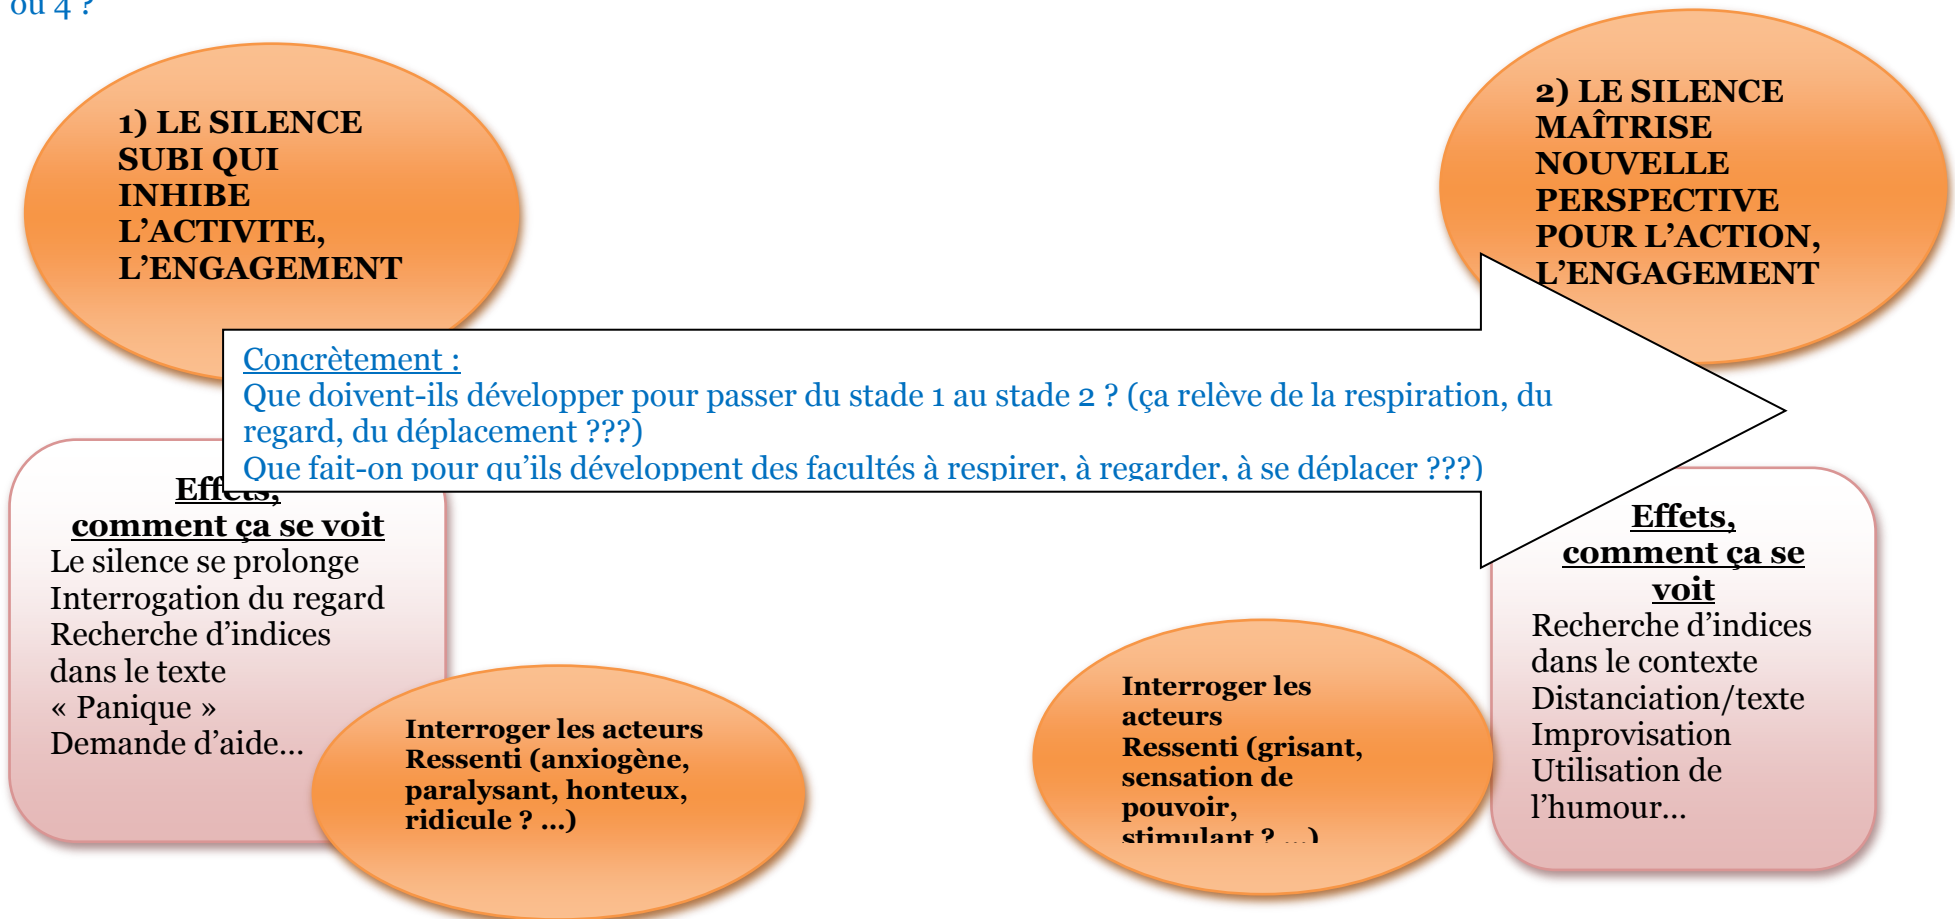 ou 4 ?
1) LE SILENCE
SUBI QUI
INHIBE
L’ACTIVITE,
L’ENGAGEMENT
2) LE SILENCE
MAÎTRISE
NOUVELLE
PERSPECTIVE
POUR L’ACTION,
L’ENGAGEMENT
Concrètement :
Que doivent-ils développer pour passer du stade 1 au stade 2 ? (ça relève de la respiration, du
regard, du déplacement ???)
Que fait-on pour qu’ils développent des facultés à respirer, à regarder, à se déplacer ???)
Effets,
comment ça se voit
Le silence se prolonge
Interrogation du regard
Recherche d’indices
dans le texte
« Panique »
Demande d’aide…
Interroger les acteurs
Ressenti (anxiogène,
paralysant, honteux,
ridicule ? …)
Interroger les
acteurs
Ressenti (grisant,
sensation de
pouvoir,
stimulant ? …)
Effets,
comment ça se
voit
Recherche d’indices
dans le contexte
Distanciation/texte
Improvisation
Utilisation de
l’humour…